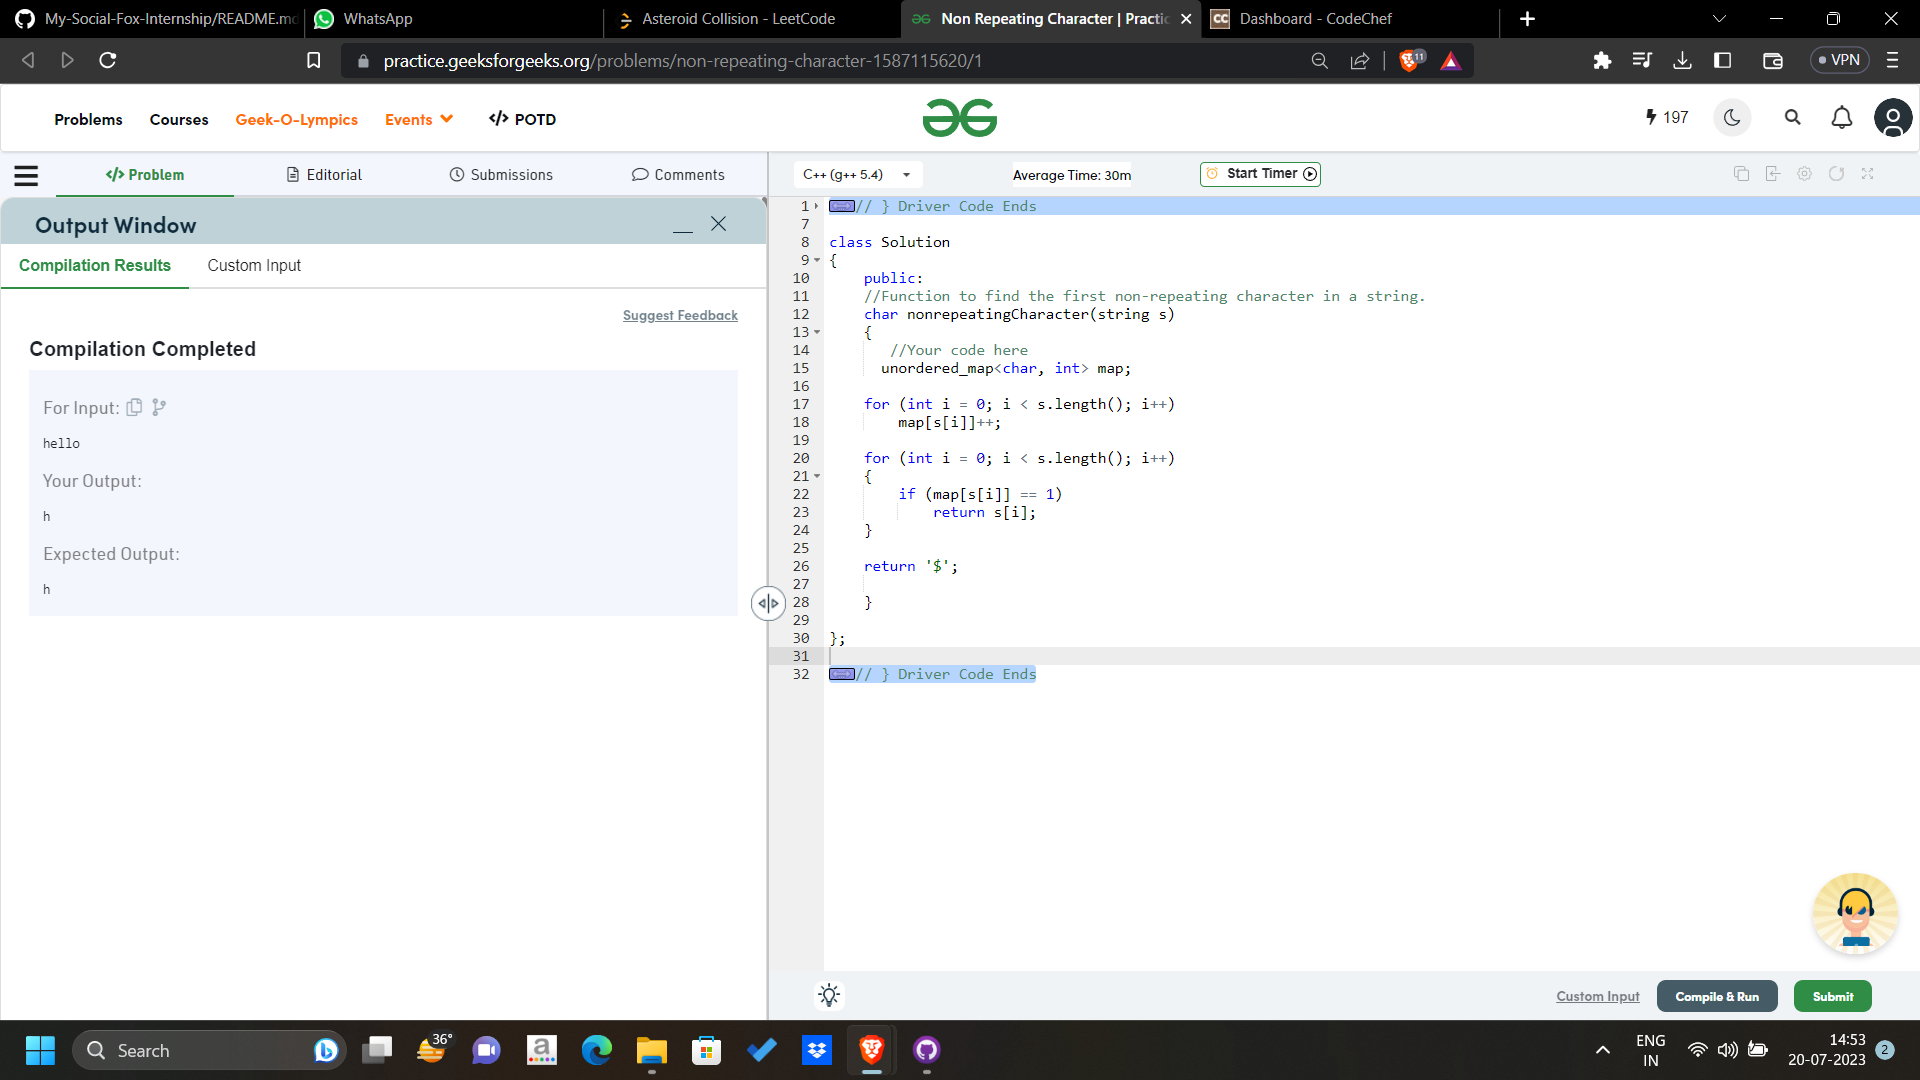 My-Social-Fox-Internship/README.md
WhatsApp
Asteroid Collision - LeetCode
Non Repeating Character | Practic
CC Dashboard - CodeChef
practice.geeksforgeeks.org/problems/non-repeating-character-1587115620/1
11
VPN
Problems Courses Geek-O-Lympics Events </> POTD
197
</> Problem Editorial Submissions Comments
C++ (g++ 5.4) Average Time: 30m Start Timer
Output Window
Compilation Results Custom Input
Suggest Feedback
Compilation Completed
For Input:
hello
Your Output:
h
Expected Output:
h
1 // } Driver Code Ends
7
8 class Solution
9 {
10 public:
11 //Function to find the first non-repeating character in a string.
12 char nonrepeatingCharacter(string s)
13 {
14 //Your code here
15 unordered_map<char, int> map;
16
17 for (int i = 0; i < s.length(); i++)
18 map[s[i]]++;
19
20 for (int i = 0; i < s.length(); i++)
21 {
22 if (map[s[i]] == 1)
23 return s[i];
24 }
25
26 return '$';
27
28 }
29
30 };
31
32 // } Driver Code Ends
Custom Input Compile & Run Submit
Search
36°
a
ENG
IN
14:53
20-07-2023
2